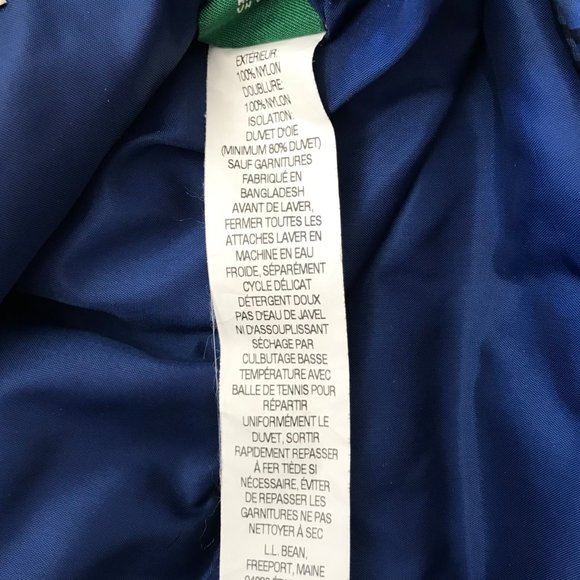 EXTÉRIEUR:
100% NYLON
DOUBLURE:
100% NYLON
ISOLATION:
DUVET D'OIE
(MINIMUM 80% DUVET)
SAUF GARNITURES
FABRIQUÉ EN
BANGLADESH
AVANT DE LAVER,
FERMER TOUTES LES
ATTACHES LAVER EN
MACHINE EN EAU
FROIDE, SÉPARÉMENT
CYCLE DÉLICAT
DÉTERGENT DOUX
PAS D'EAU DE JAVEL
NI D'ASSOUPLISSANT
SÉCHAGE PAR
CULBUTAGE BASSE
TEMPÉRATURE AVEC
BALLE DE TENNIS POUR
RÉPARTIR
UNIFORMÉMENT LE
DUVET, SORTIR
RAPIDEMENT REPASSER
À FER TIÈDE SI
NÉCESSAIRE, ÉVITER
DE REPASSER LES
GARNITURES NE PAS
NETTOYER À SEC
L.L. BEAN,
FREEPORT, MAINE